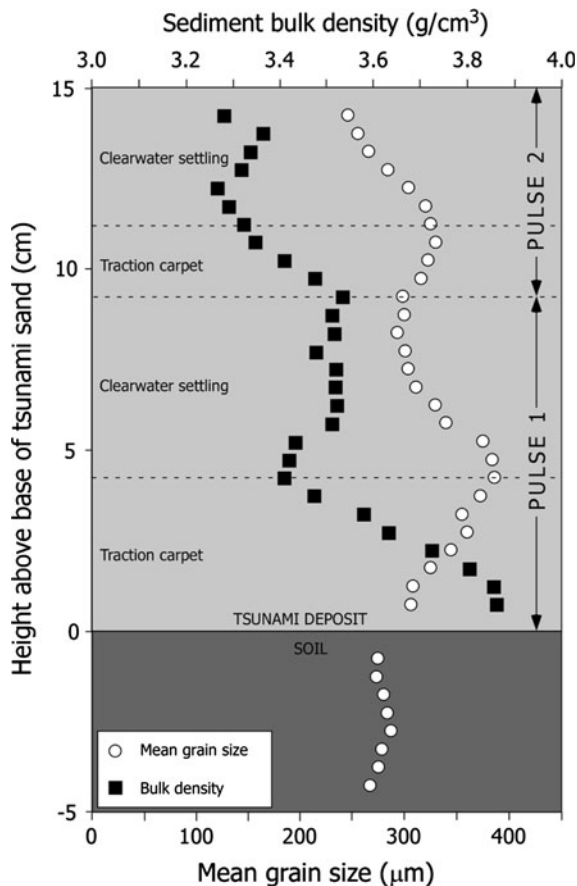 Sediment bulk density (g/cm³)
3.0 3.2 3.4 3.6 3.8 4.0
15
Clearwater settling
PULSE 2
10
Traction carpet
Height above base of tsunami sand (cm)
Clearwater settling
PULSE 1
5
Traction carpet
TSUNAMI DEPOSIT
0
SOIL
Mean grain size
Bulk density
-5
0 100 200 300 400
Mean grain size (μm)